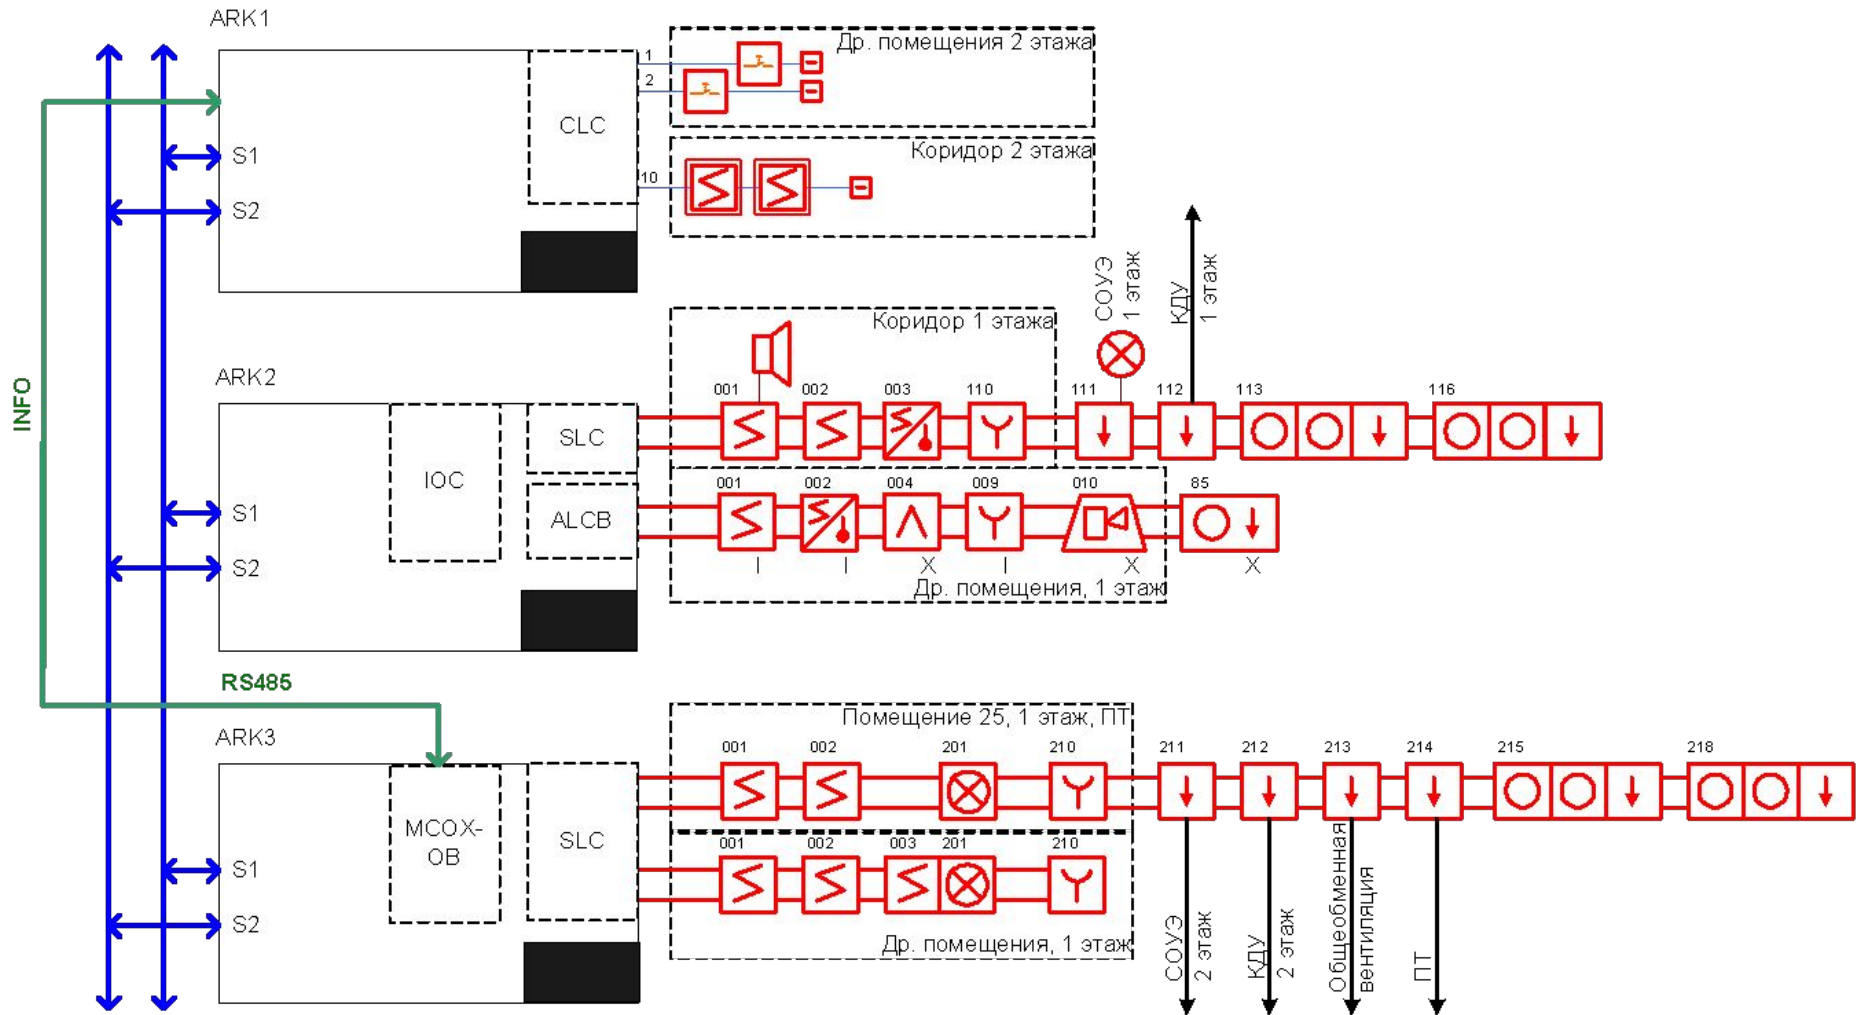 ARK1
CLC
S1
S2
1
2
10
Др. помещения 2 этажа
Коридор 2 этажа
INFO
ARK2
IOC
SLC
ALCB
S1
S2
Коридор 1 этажа
001
002
003
110
111
112
113
116
СОУЭ
1 этаж
КДУ
1 этаж
001
002
004
009
010
85
I
I
X
I
X
X
Др. помещения, 1 этаж
RS485
ARK3
MCOX-
OB
SLC
S1
S2
Помещение 25, 1 этаж, ПТ
001
002
201
210
211
212
213
214
215
218
001
002
003
201
210
Др. помещения, 1 этаж
СОУЭ
2 этаж
КДУ
2 этаж
Общеобменная
вентиляция
ПТ